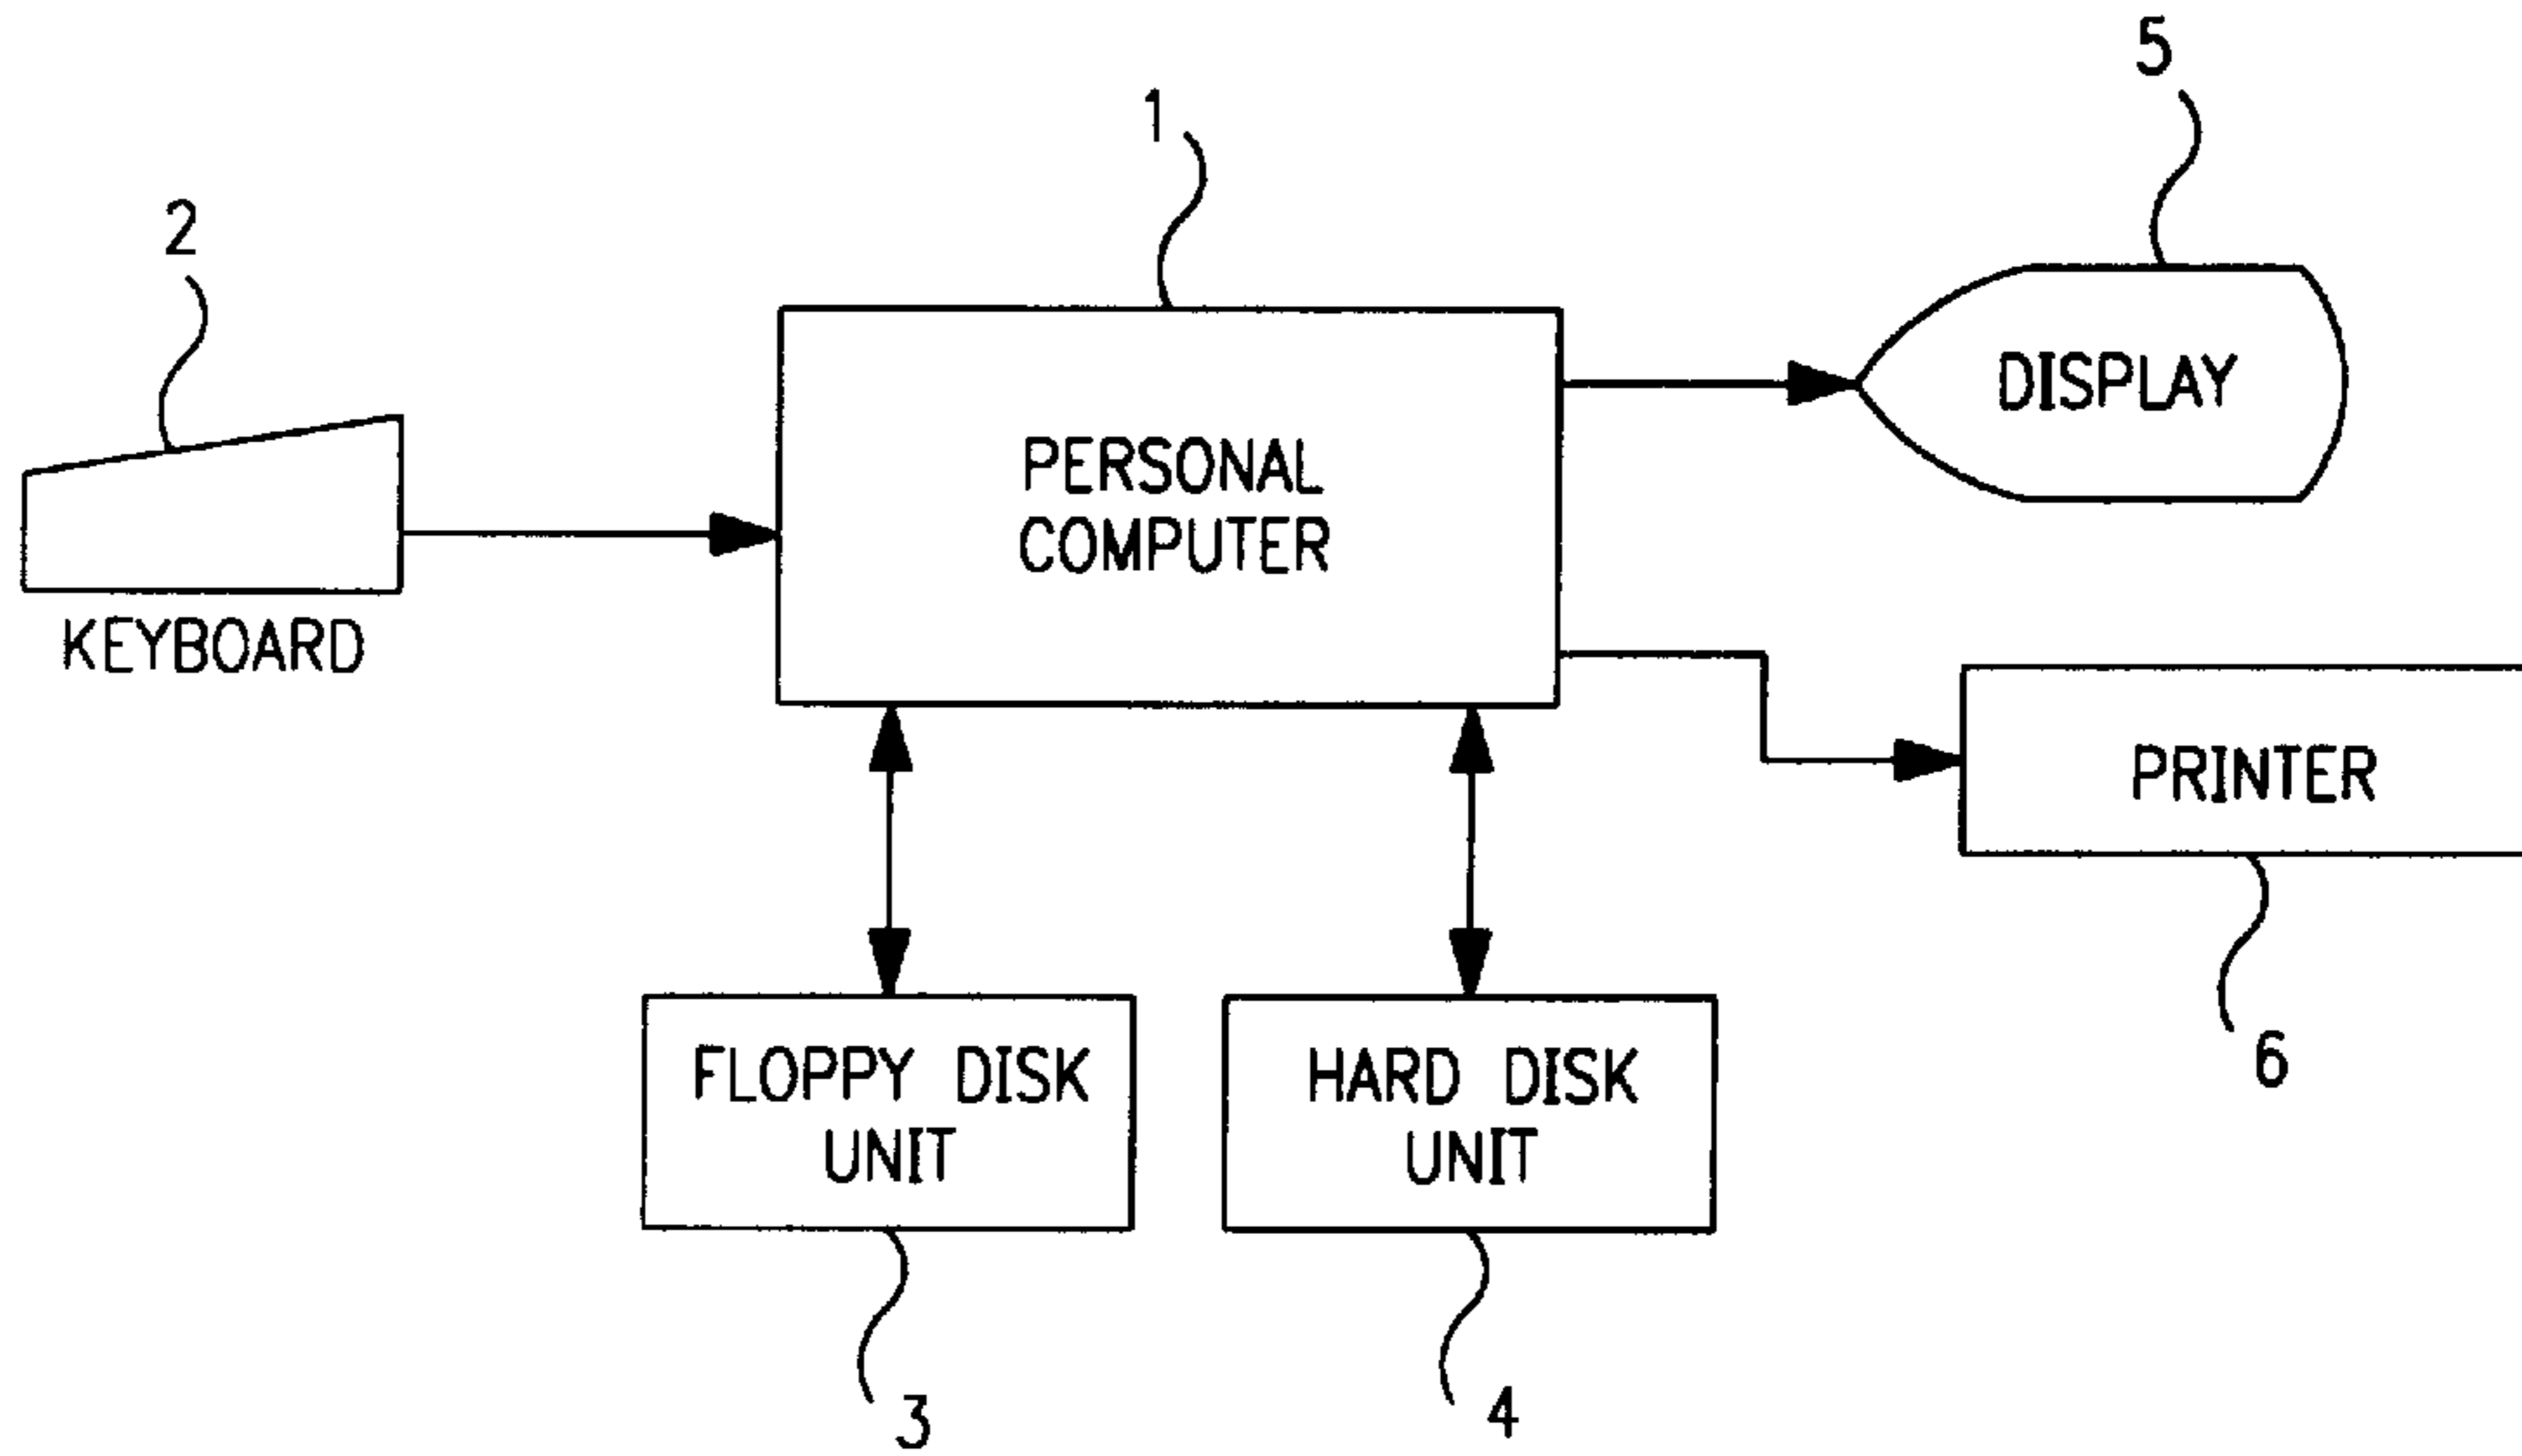 5
1
2
DISPLAY
PERSONAL
COMPUTER
KEYBOARD
PRINTER
FLOPPY DISK
UNIT
HARD DISK
UNIT
6
3
4